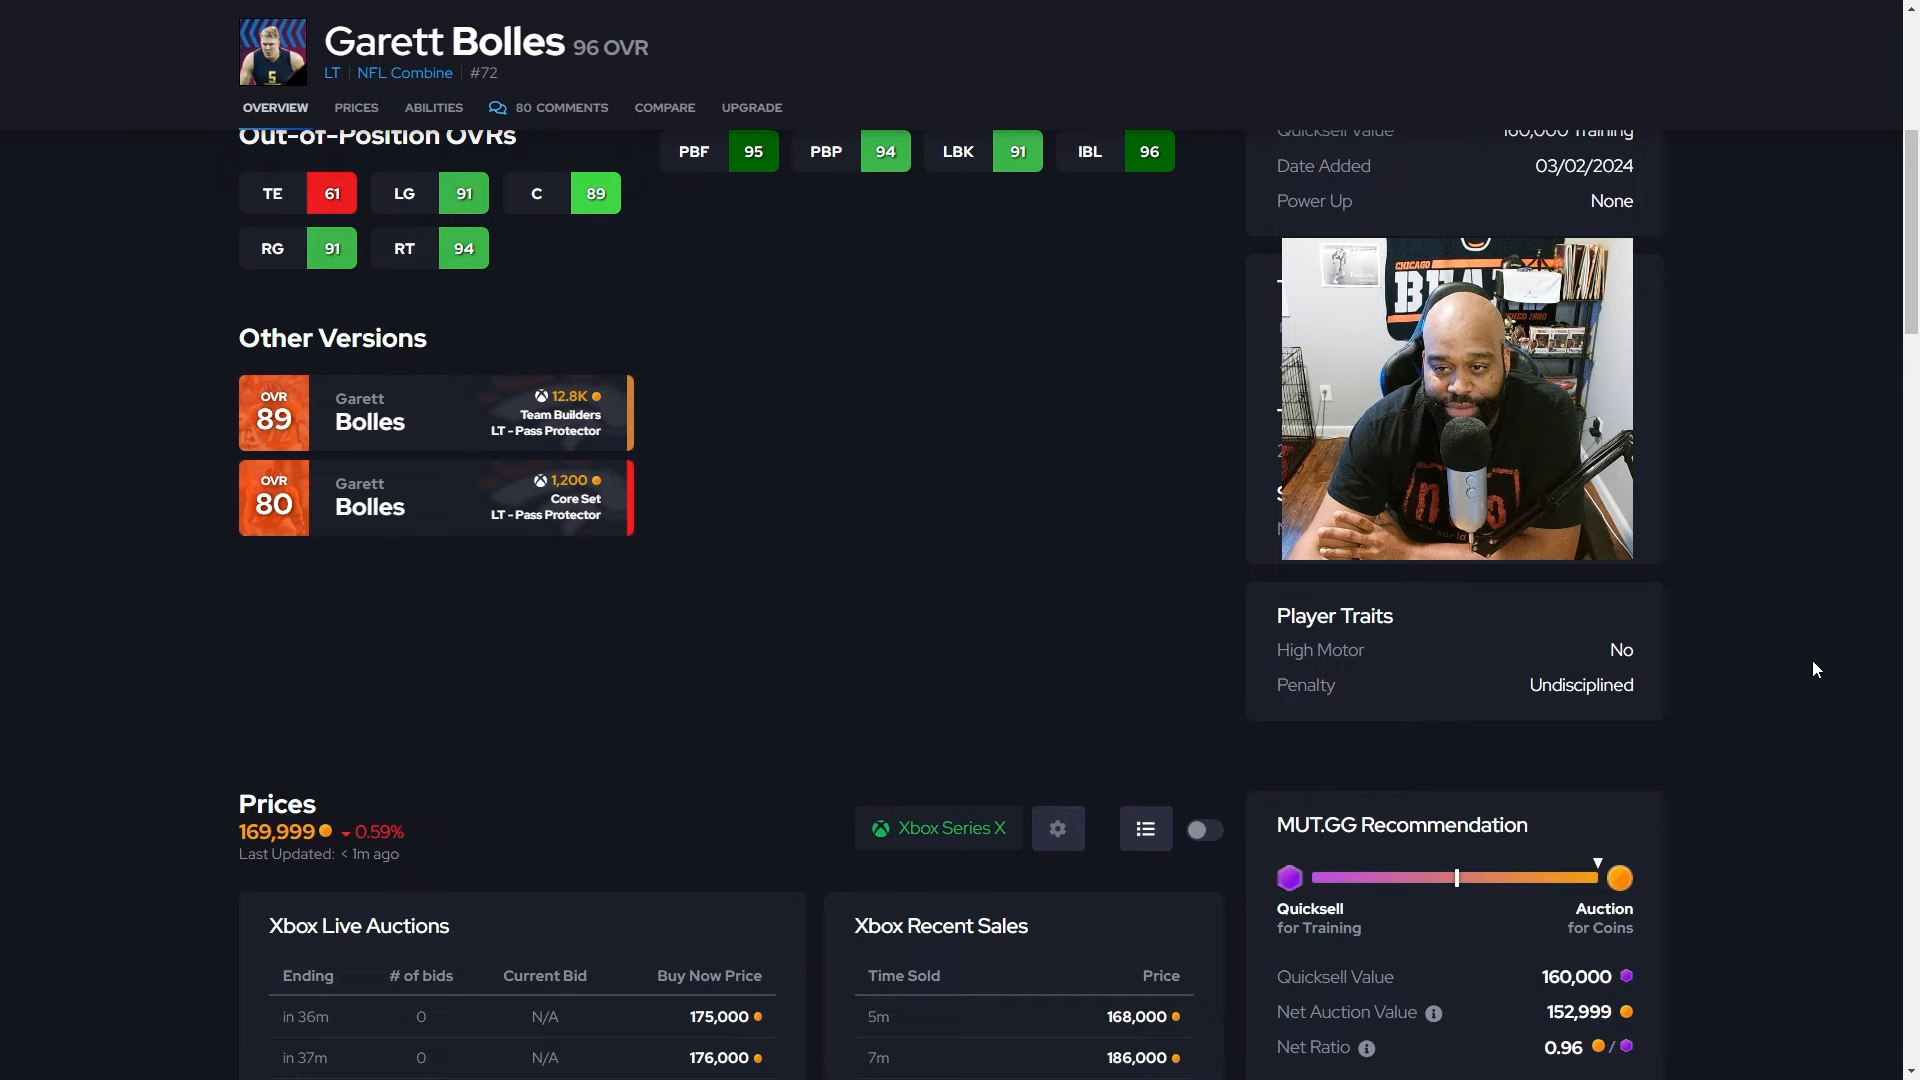 Garett Bolles 96 OVR
LT NFL Combine #72
OVERVIEW PRICES ABILITIES 80 COMMENTS COMPARE UPGRADE
Out-of-Position OVRs
TE 61 LG 91 C 89
RG 91 RT 94
PBF 95 PBP 94 LBK 91 IBL 96
Quicksell Value 160,000 Training
Date Added 03/02/2024
Power Up None
CHICAGO
Other Versions
OVR 89 Garett Bolles 12.8K
Team Builders
LT - Pass Protector
OVR 80 Garett Bolles 1,200
Core Set
LT - Pass Protector
Player Traits
High Motor No
Penalty Undisciplined
Prices
169,999 0.59%
Last Updated: < 1m ago
Xbox Series X
Xbox Live Auctions
Ending # of bids Current Bid Buy Now Price
in 36m 0 N/A 175,000
in 37m 0 N/A 176,000
Xbox Recent Sales
Time Sold Price
5m 168,000
7m 186,000
MUT.GG Recommendation
Quicksell Auction
for Training for Coins
Quicksell Value 160,000
Net Auction Value 152,999
Net Ratio 0.96 /